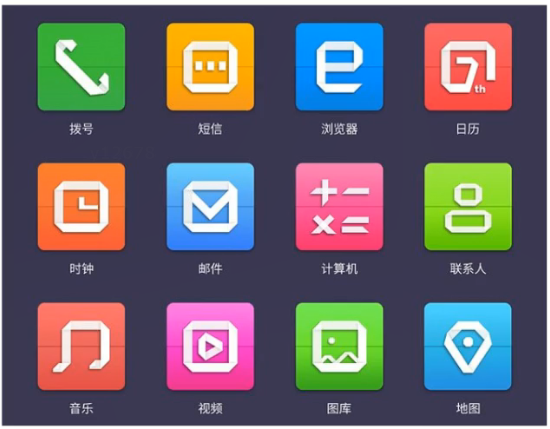 7th
拨号 短信 浏览器 日历
时钟 邮件 计算机 联系人
音乐 视频 图库 地图